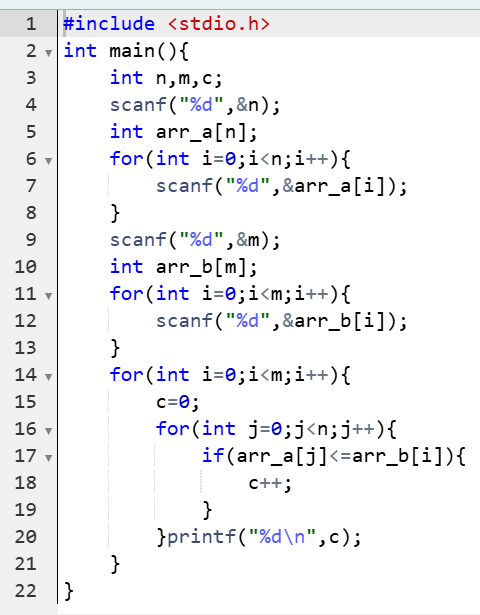 1 #include <stdio.h>
2 int main(){
3     int n,m,c;
4     scanf("%d",&n);
5     int arr_a[n];
6     for(int i=0;i<n;i++){
7         scanf("%d",&arr_a[i]);
8     }
9     scanf("%d",&m);
10     int arr_b[m];
11     for(int i=0;i<m;i++){
12         scanf("%d",&arr_b[i]);
13     }
14     for(int i=0;i<m;i++){
15         c=0;
16         for(int j=0;j<n;j++){
17             if(arr_a[j]<=arr_b[i]){
18                 c++;
19             }
20         }printf("%d\n",c);
21     }
22 }